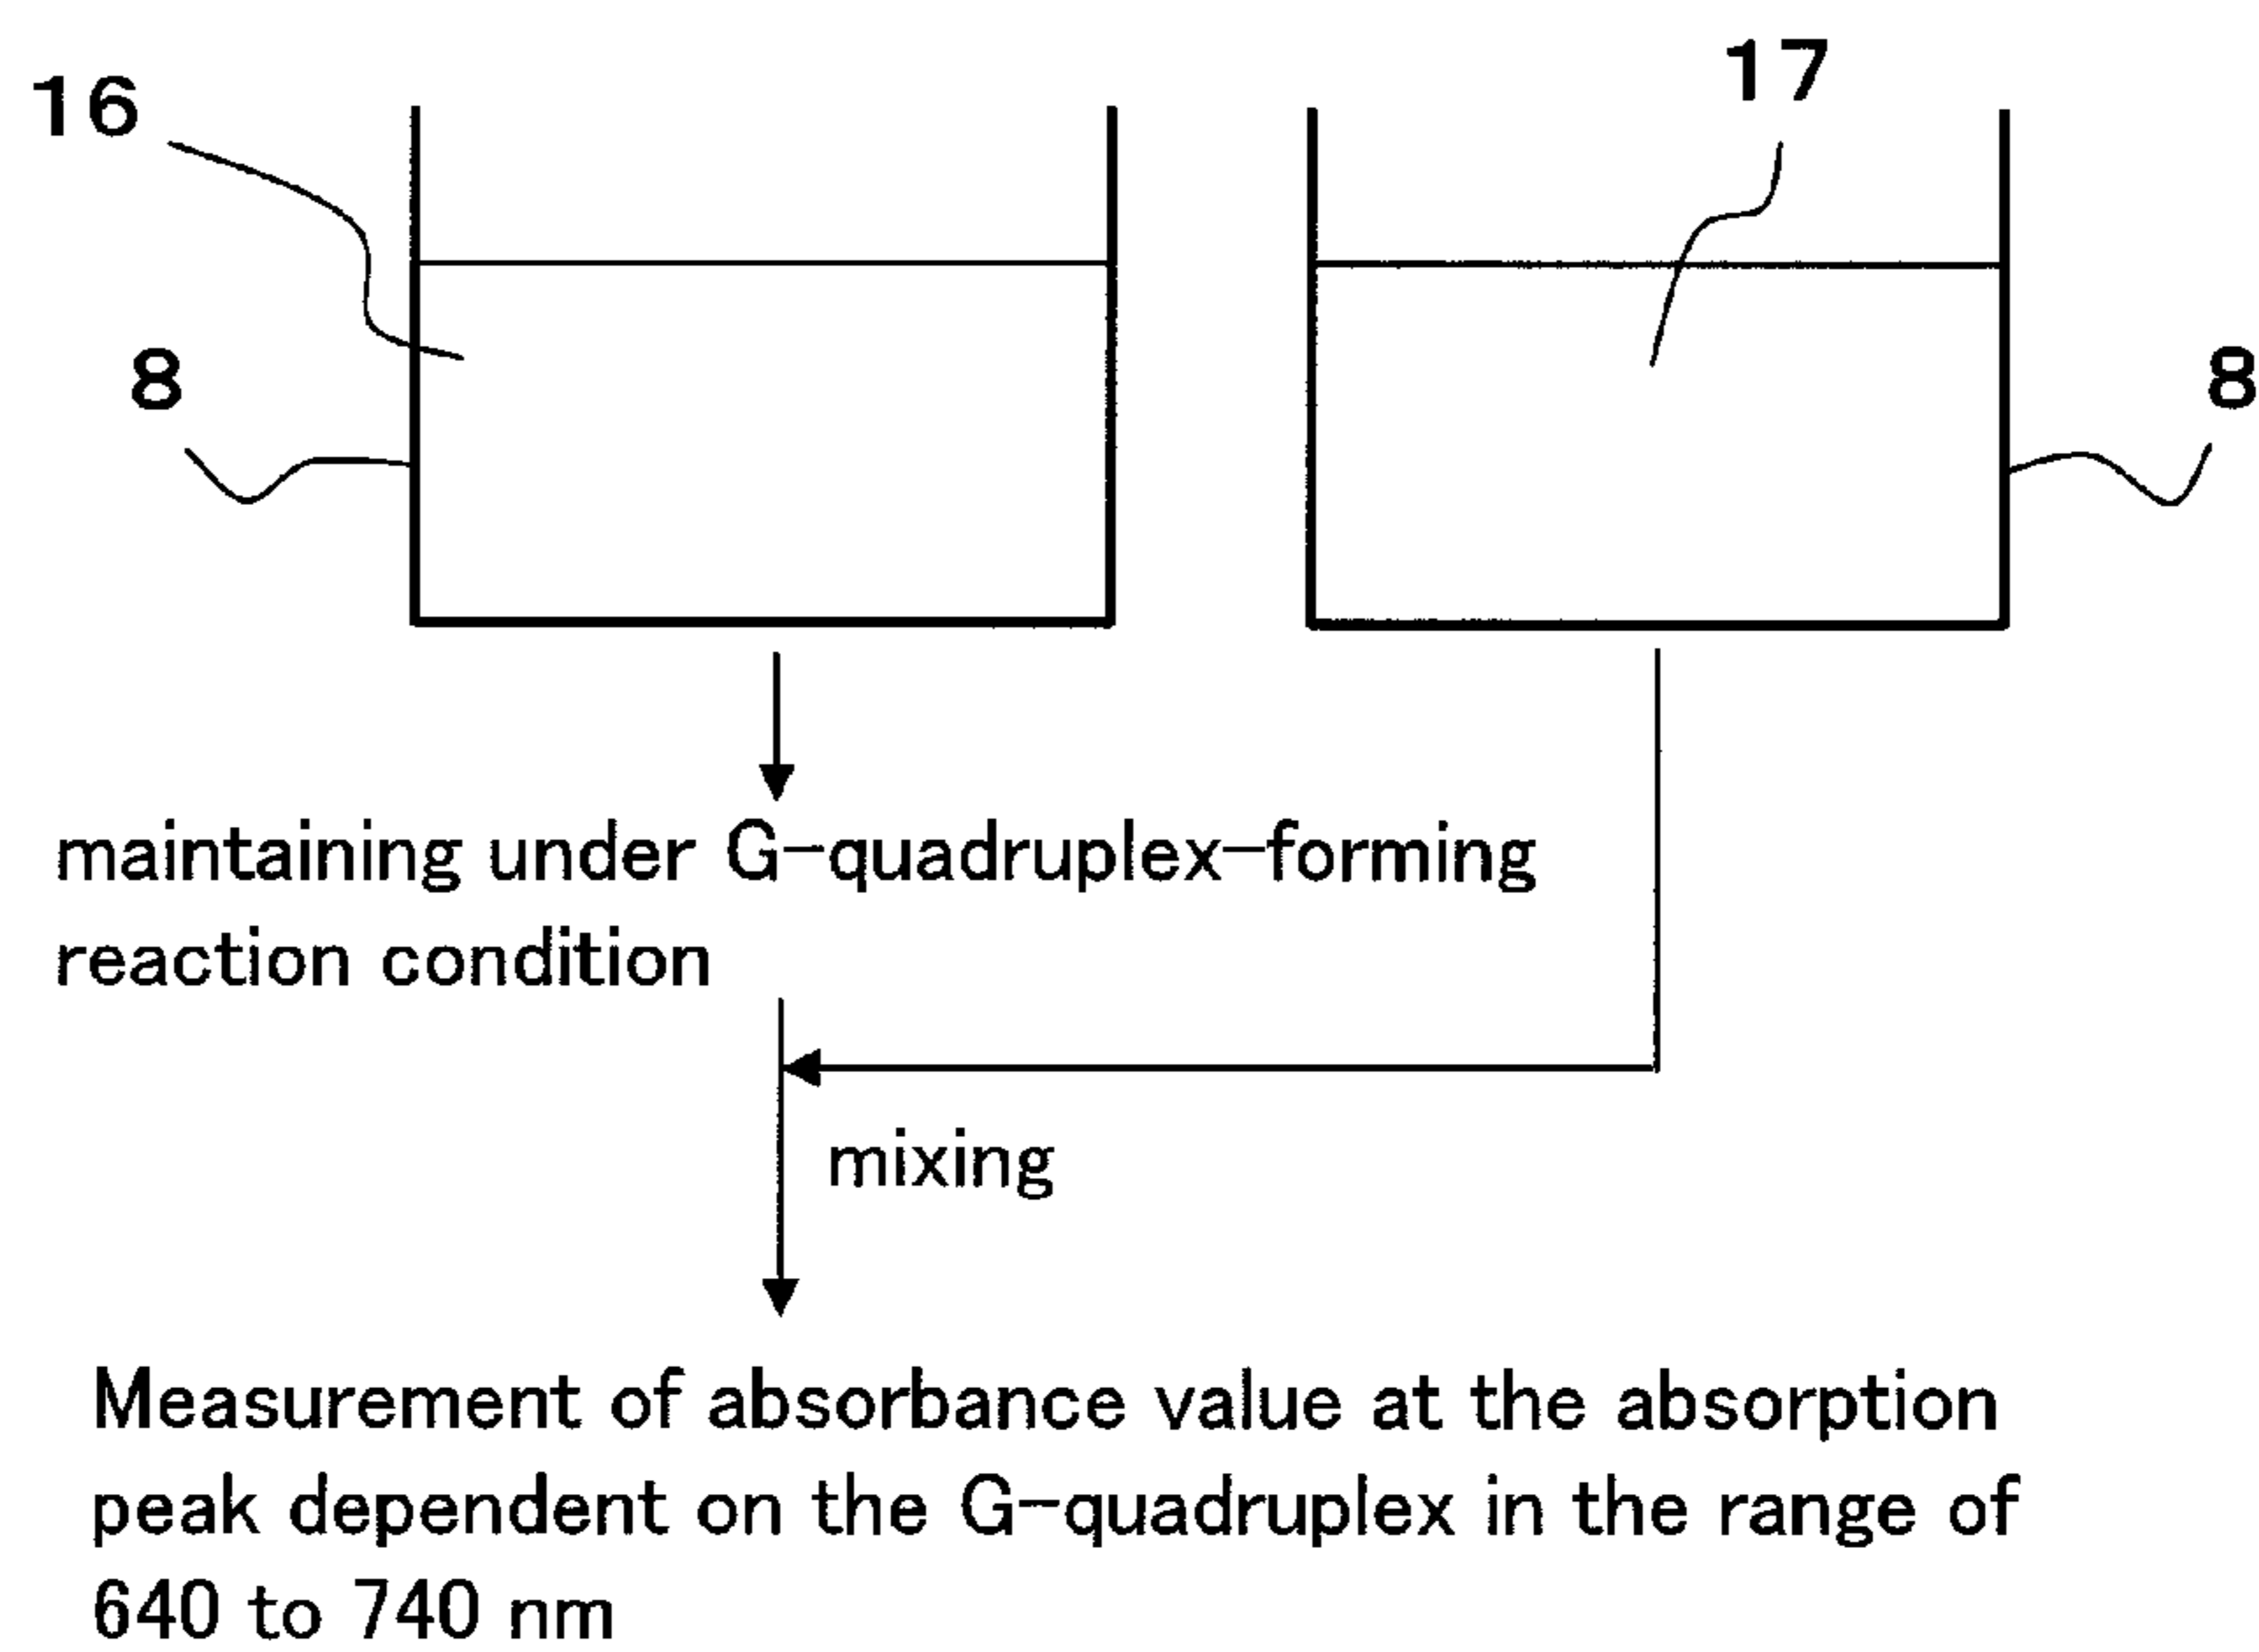 16
17
8
8
maintaining under G-quadruplex-forming
reaction condition
mixing
Measurement of absorbance value at the absorption
peak dependent on the G-quadruplex in the range of
640 to 740 nm